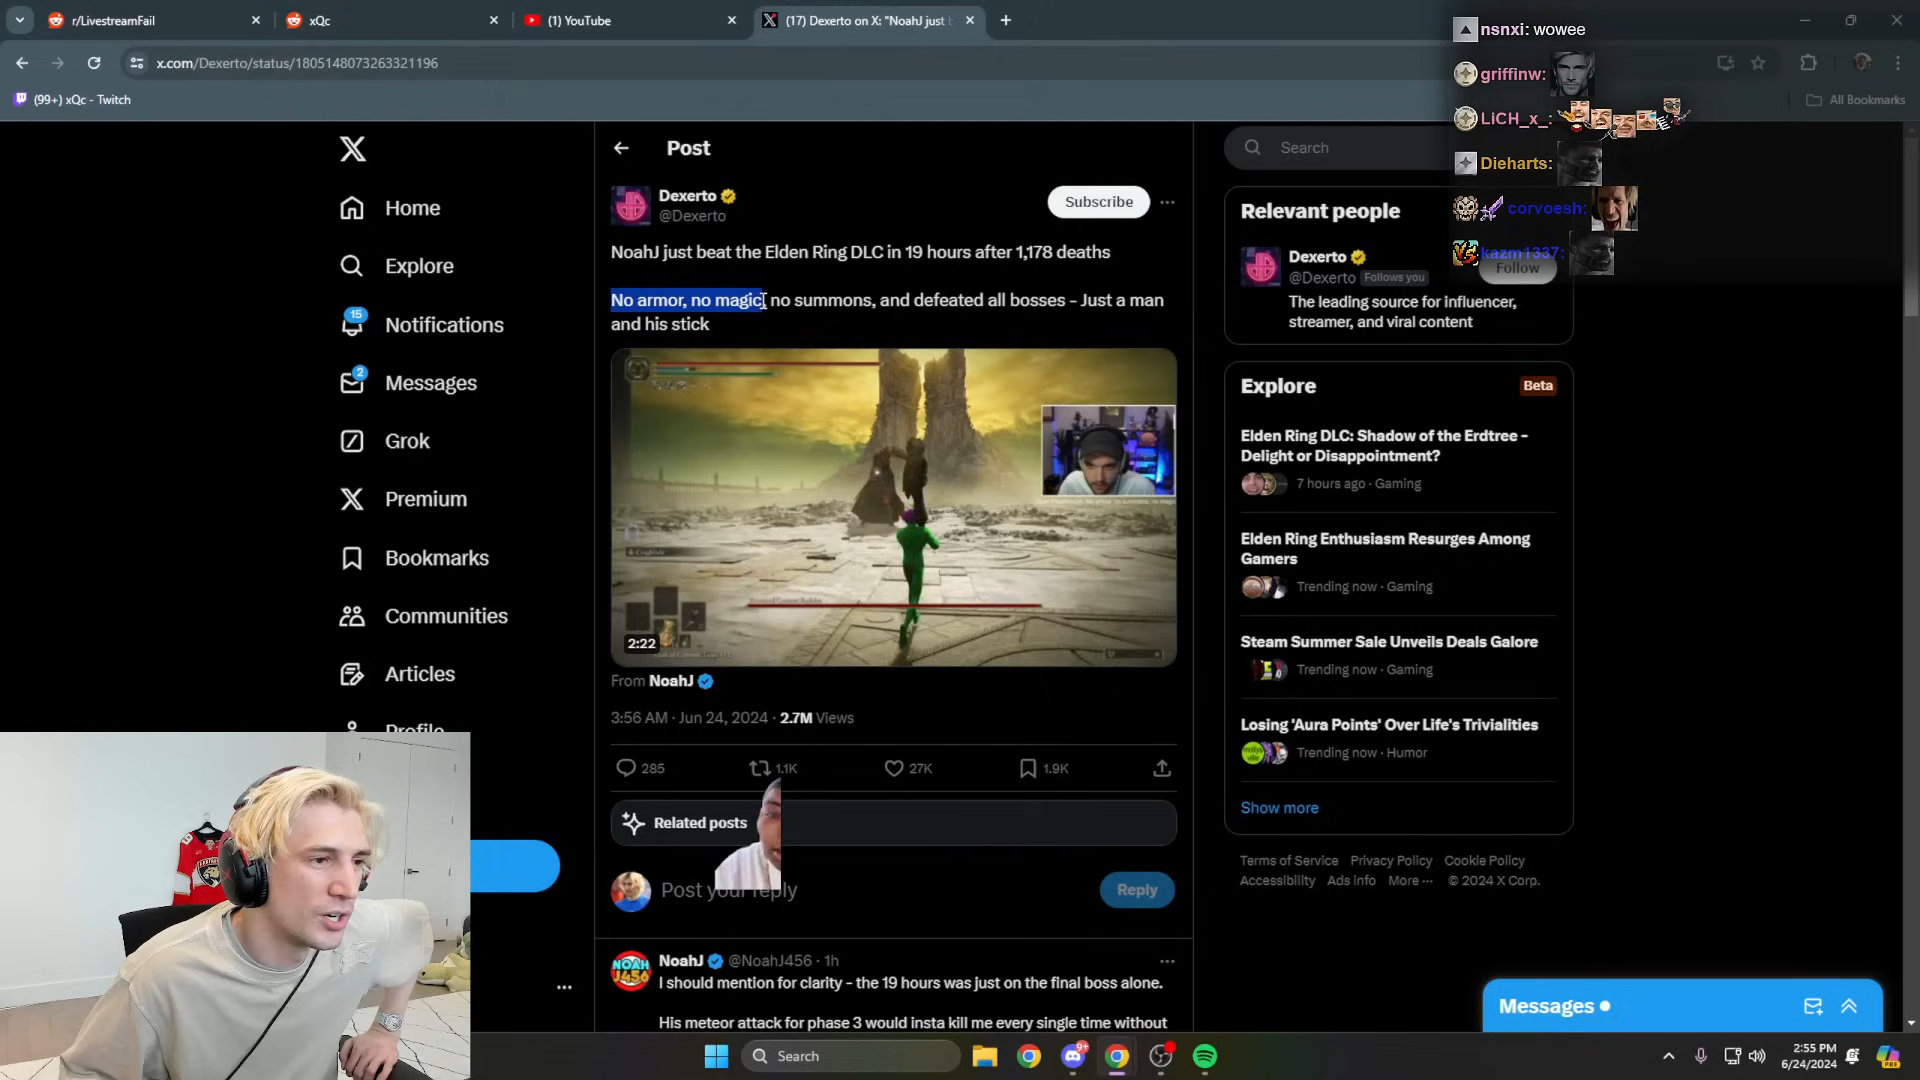 r/LivestreamFail
xQc
(1) YouTube
(17) Dexerto on X: "NoahJ just
x.com/Dexerto/status/1805148073263321196
(99+) xQc - Twitch
All Bookmarks
nsnxi: wowee
griffinw:
LiCH_x_:
Dieharts:
corvoesh:
kazm1337:
Home
Explore
15
Notifications
2
Messages
Grok
Premium
Bookmarks
Communities
Articles
Profile
Post
Dexerto
@Dexerto
Subscribe
NoahJ just beat the Elden Ring DLC in 19 hours after 1,178 deaths
No armor, no magic, no summons, and defeated all bosses - Just a man
and his stick
2:22
From NoahJ
3:56 AM · Jun 24, 2024 · 2.7M Views
285
1.1K
27K
1.9K
Related posts
Post your reply
Reply
NoahJ @NoahJ456 · 1h
I should mention for clarity - the 19 hours was just on the final boss alone.
His meteor attack for phase 3 would insta kill me every single time without
Search
Relevant people
Dexerto
@Dexerto Follows you
Follow
The leading source for influencer,
streamer, and viral content
Explore
Beta
Elden Ring DLC: Shadow of the Erdtree -
Delight or Disappointment?
7 hours ago · Gaming
Elden Ring Enthusiasm Resurges Among
Gamers
Trending now · Gaming
Steam Summer Sale Unveils Deals Galore
Trending now · Gaming
Losing 'Aura Points' Over Life's Trivialities
Trending now · Humor
Show more
Terms of Service Privacy Policy Cookie Policy
Accessibility Ads info More ··· © 2024 X Corp.
Messages
Search
9+
2:55 PM
6/24/2024